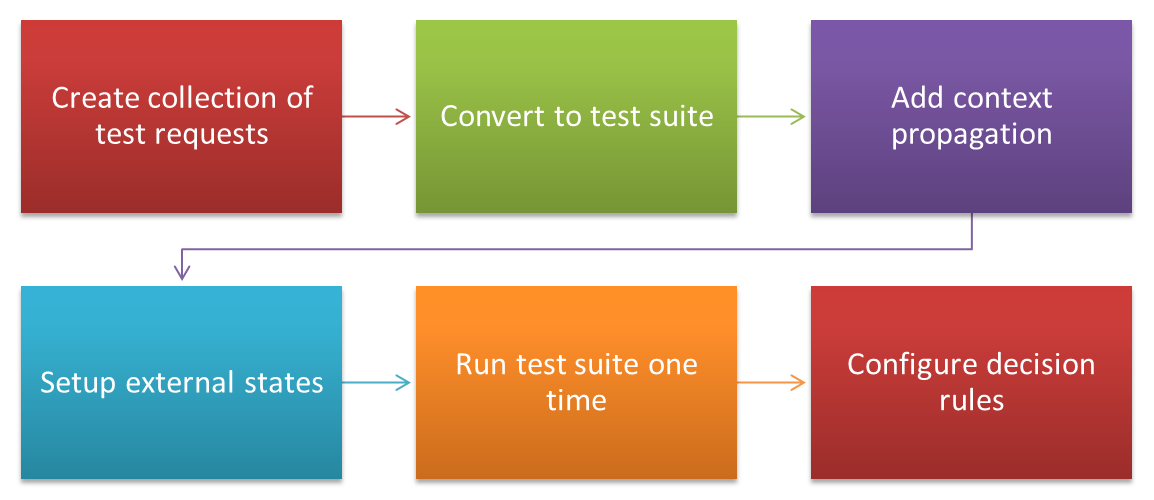 Create collection of
test requests
Convert to test suite
Add context
propagation
Setup external states
Run test suite one
time
Configure decision
rules